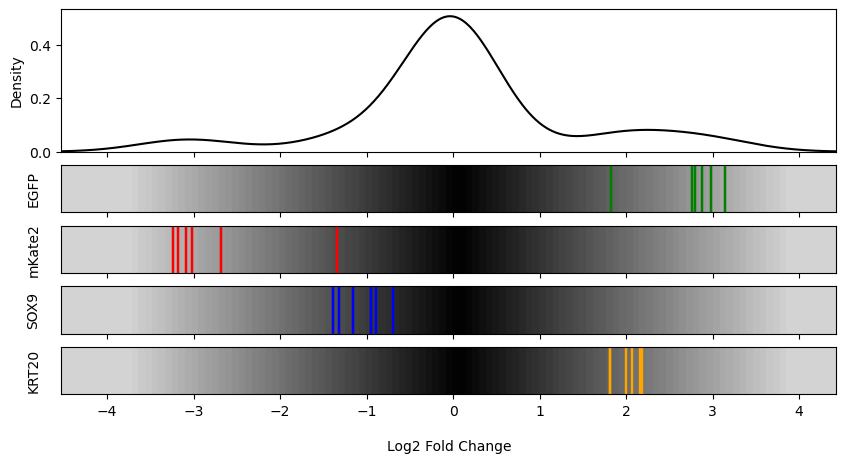 0.4
0.2
0.0
Density
EGFP
mKate2
SOX9
KRT20
−4 −3 −2 −1 0 1 2 3 4
Log2 Fold Change